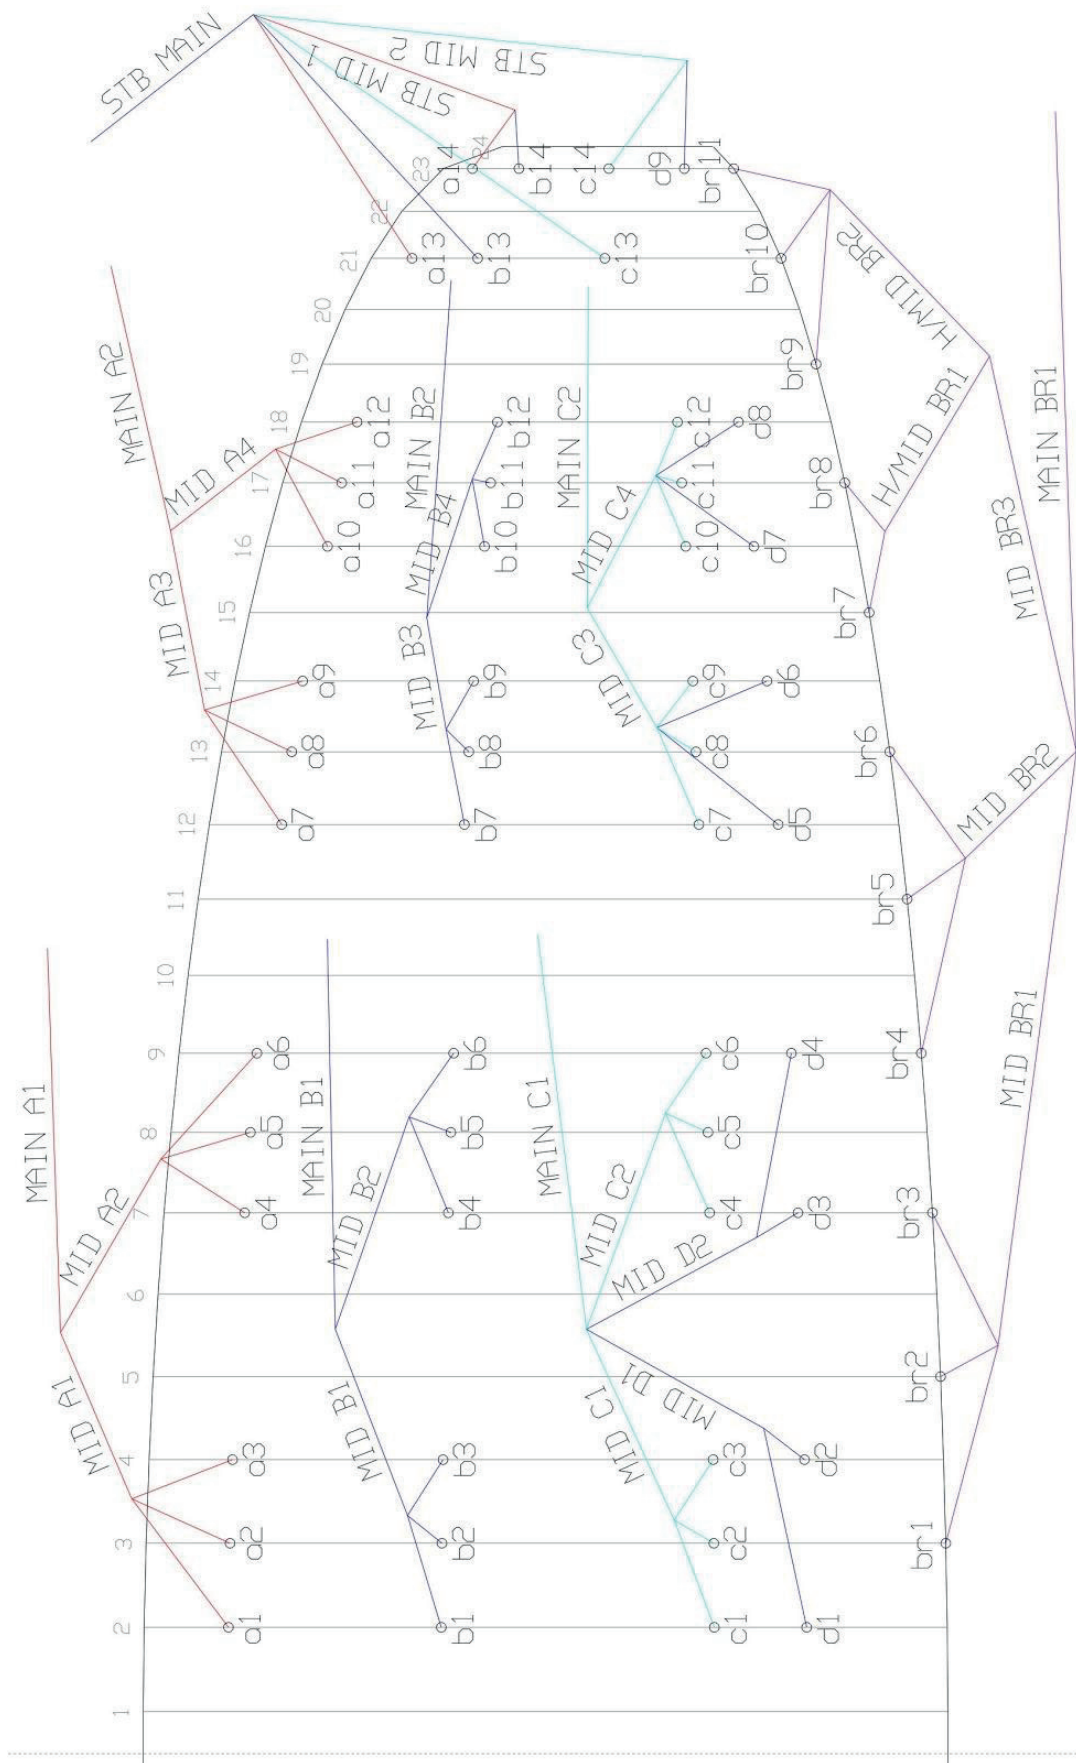 STB MAIN
STB MID 1
STB MID 2
24
23
a14
b14
c14
d9
br11
22
21
a13
b13
c13
br10
H/MID BR2
MAIN A2
20
19
br9
MAIN B2
MAIN C2
MAIN BR1
18
a12
b12
c12
d8
MID A4
17
a11
b11
c11
br8
H/MID BR1
MID B4
MID C4
16
a10
b10
c10
d7
MID BR3
MID A3
15
br7
MID B3
MID C3
14
a9
b9
c9
d6
13
a8
b8
c8
br6
MID BR2
12
a7
b7
c7
d5
11
br5
10
9
a6
b6
c6
d4
br4
MID BR1
MAIN A1
MAIN B1
MAIN C1
8
a5
b5
c5
MID A2
MID B2
MID C2
MID D2
7
a4
b4
c4
d3
br3
6
5
br2
MID A1
MID B1
MID C1
MID D1
4
a3
b3
c3
d2
3
a2
b2
c2
br1
2
a1
b1
c1
d1
1